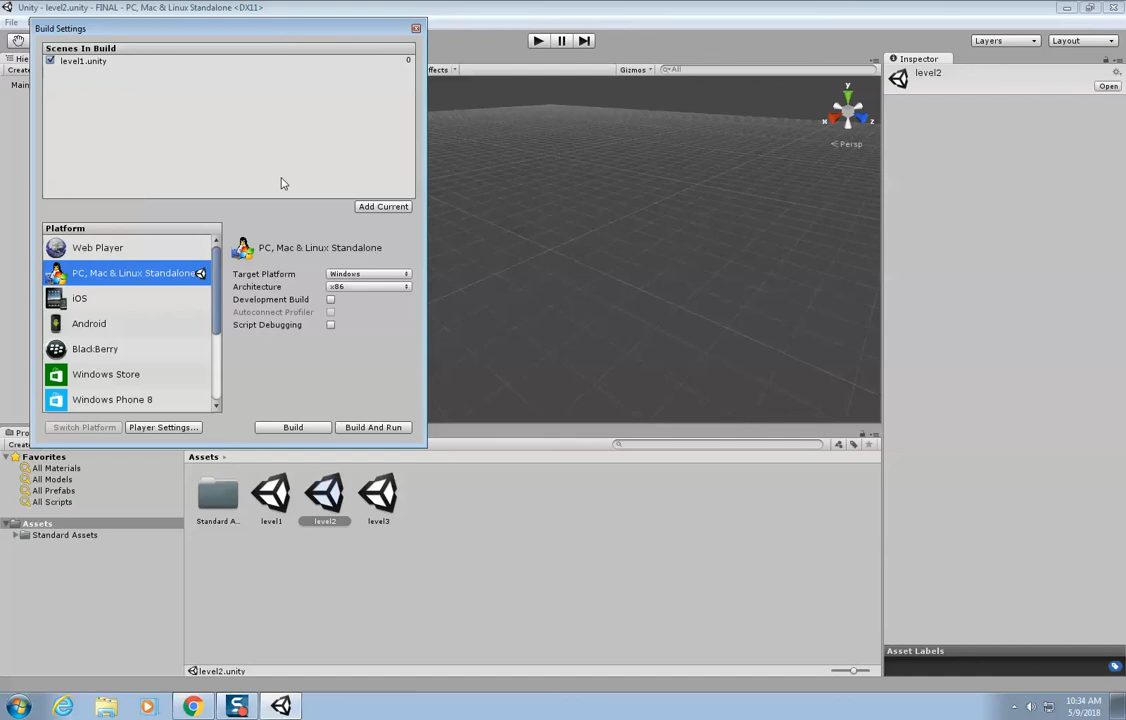 Unity - level2.unity - FINAL - PC, Mac & Linux Standalone <DX11>
File
Build Settings
Scenes In Build
level1.unity 0
Add Current
Platform
Web Player
PC, Mac & Linux Standalone
iOS
Android
BlackBerry
Windows Store
Windows Phone 8
PC, Mac & Linux Standalone
Target Platform Windows
Architecture x86
Development Build
Autoconnect Profiler
Script Debugging
Switch Platform
Player Settings...
Build
Build And Run
Layers
Layout
Hie
Creat
Main
ffects
Gizmos
All
y
x
z
Persp
Inspector
level2
Open
Pro
Create
Favorites
All Materials
All Models
All Prefabs
All Scripts
Assets
Standard Assets
Assets
Standard A...
level1
level2
level3
level2.unity
Asset Labels
10:34 AM
5/9/2018